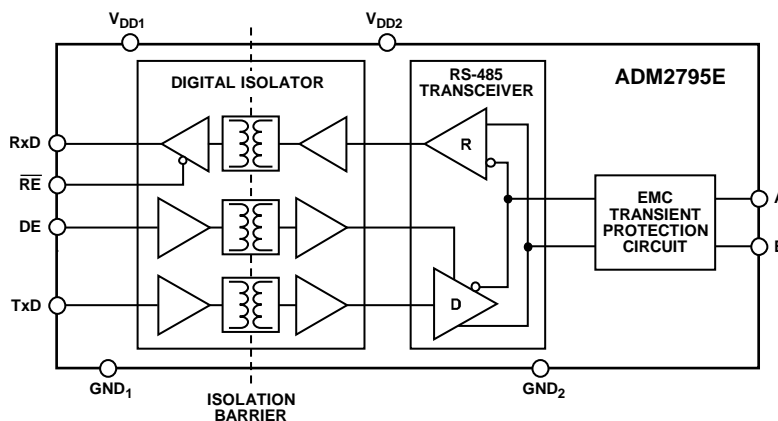 VDD1
VDD2
DIGITAL ISOLATOR
RS-485
TRANSCEIVER
ADM2795E
RxD
R
RE
DE
EMC
TRANSIENT
PROTECTION
CIRCUIT
A
TxD
D
GND1
GND2
ISOLATION
BARRIER